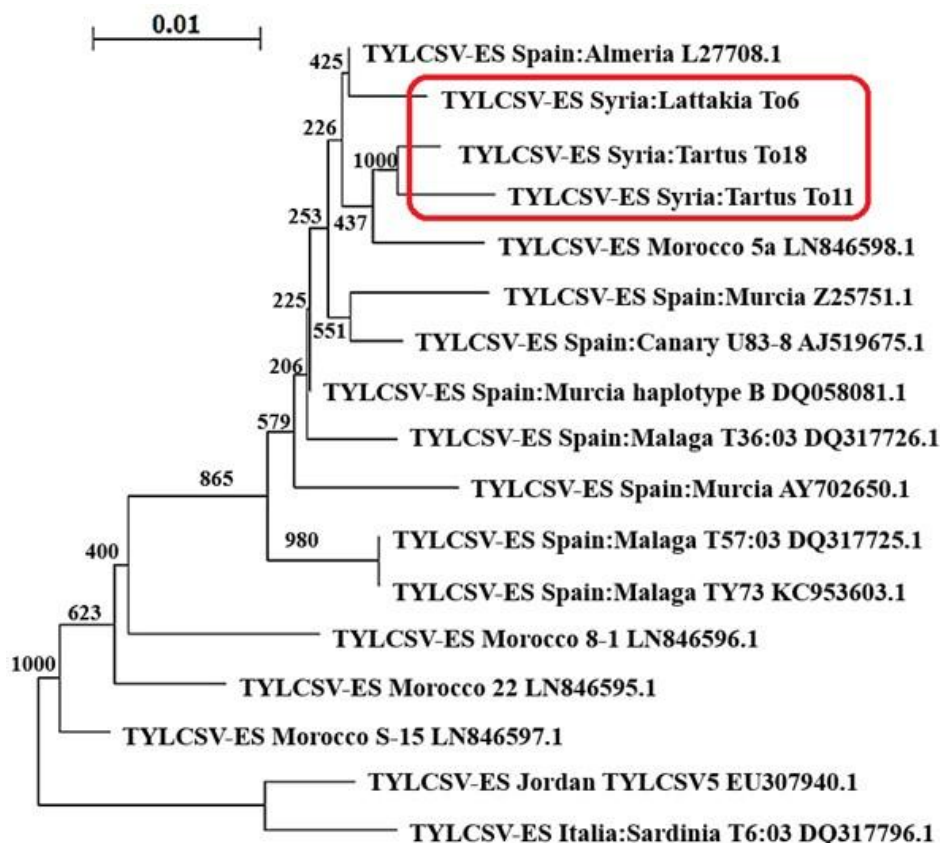 0.01
425
TYLCSV-ES Spain:Almeria L27708.1
TYLCSV-ES Syria:Lattakia To6
226
1000
TYLCSV-ES Syria:Tartus To18
TYLCSV-ES Syria:Tartus To11
253
437
TYLCSV-ES Morocco 5a LN846598.1
225
TYLCSV-ES Spain:Murcia Z25751.1
551
TYLCSV-ES Spain:Canary U83-8 AJ519675.1
206
TYLCSV-ES Spain:Murcia haplotype B DQ058081.1
579
TYLCSV-ES Spain:Malaga T36:03 DQ317726.1
865
TYLCSV-ES Spain:Murcia AY702650.1
980
TYLCSV-ES Spain:Malaga T57:03 DQ317725.1
400
TYLCSV-ES Spain:Malaga TY73 KC953603.1
623
TYLCSV-ES Morocco 8-1 LN846596.1
1000
TYLCSV-ES Morocco 22 LN846595.1
TYLCSV-ES Morocco S-15 LN846597.1
TYLCSV-ES Jordan TYLCSV5 EU307940.1
TYLCSV-ES Italia:Sardinia T6:03 DQ317796.1